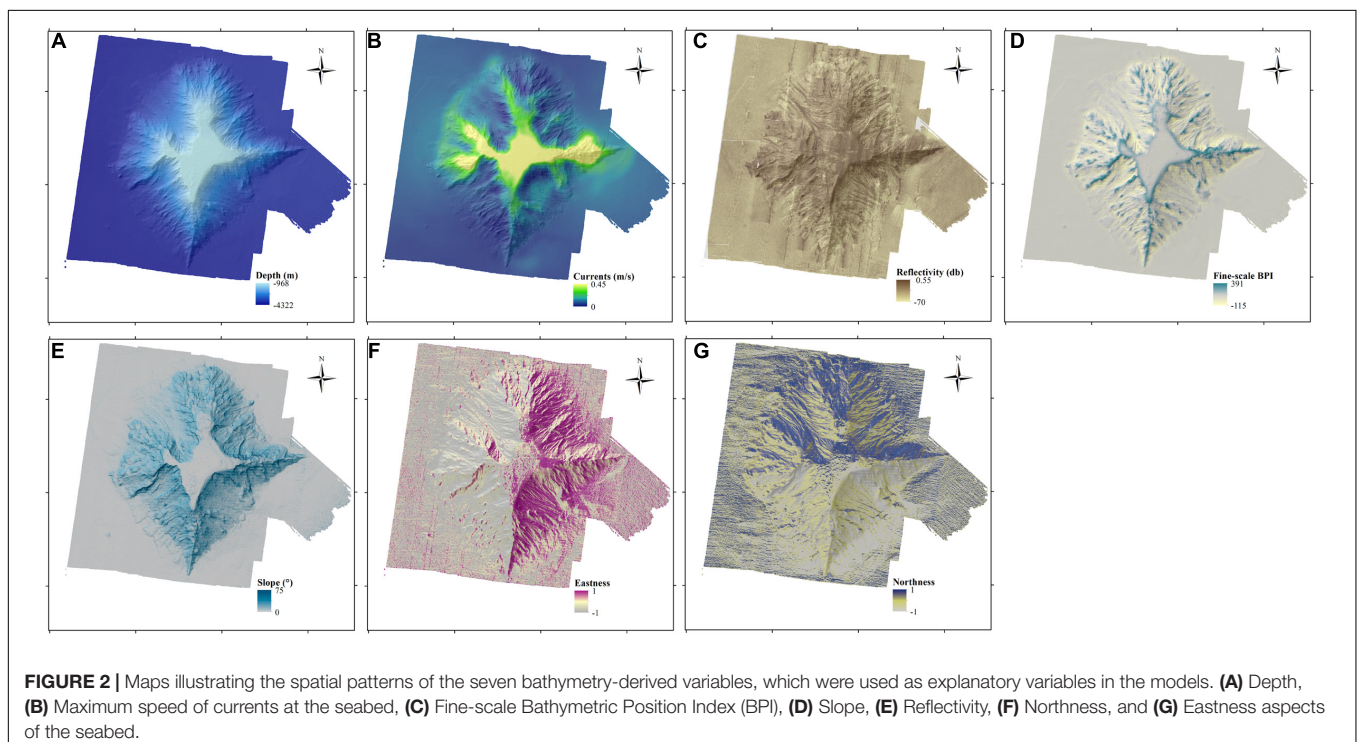 A
N
Depth (m)
-968
-4322
B
N
Currents (m/s)
0.45
0
C
N
Reflectivity (db)
0.55
-70
D
N
Fine-scale BPI
391
-115
E
N
Slope (°)
75
0
F
N
Eastness
1
-1
G
N
Northness
1
-1
FIGURE 2 | Maps illustrating the spatial patterns of the seven bathymetry-derived variables, which were used as explanatory variables in the models. (A) Depth,
(B) Maximum speed of currents at the seabed, (C) Fine-scale Bathymetric Position Index (BPI), (D) Slope, (E) Reflectivity, (F) Northness, and (G) Eastness aspects
of the seabed.